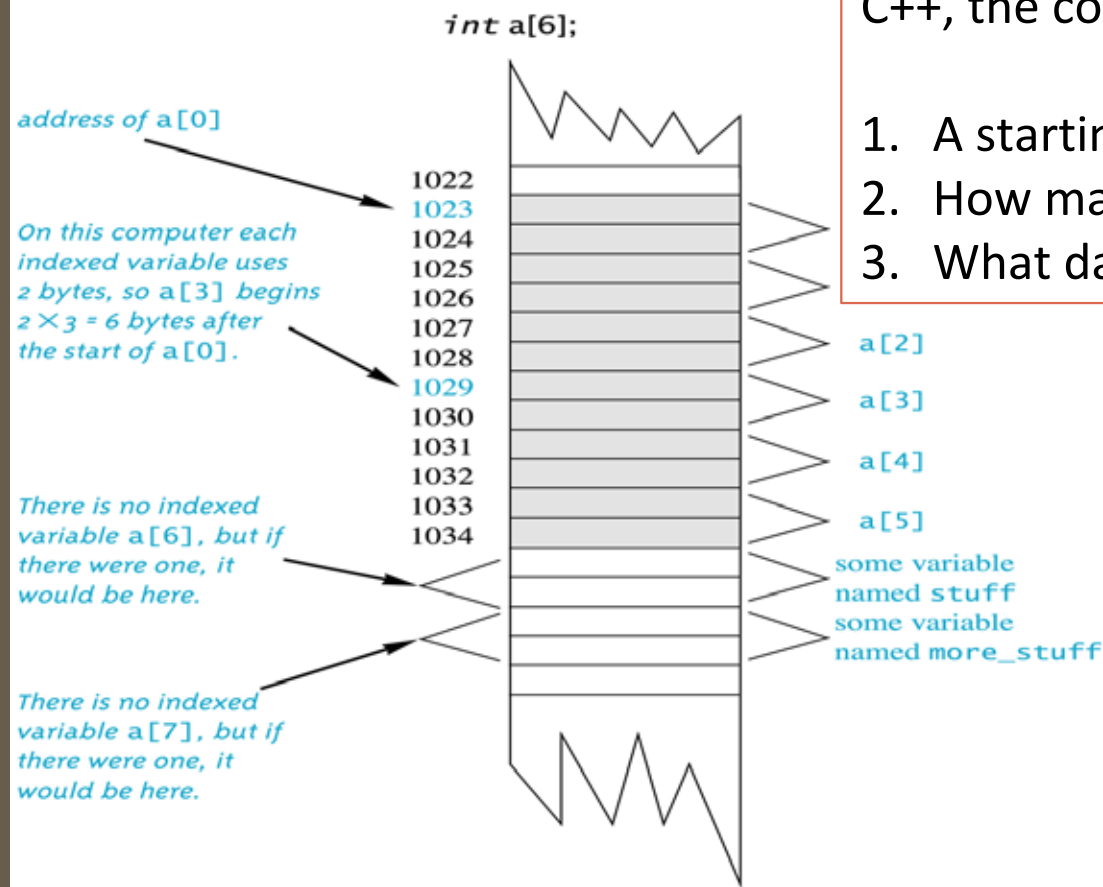 int a[6];
C++, the
1. A
2. How
3. What
address of a[0]
On this computer each
indexed variable uses
2 bytes, so a[3] begins
2 ×3 = 6 bytes after
the start of a[0].
There is no indexed
variable a[6], but if
there were one, it
would be here.
There is no indexed
variable a[7], but if
there were one, it
would be here.
1022
1023
1024
1025
1026
1027
1028
1029
1030
1031
1032
1033
1034
a[2]
a[3]
a[4]
a[5]
some variable
named stuff
some variable
named more_stuff